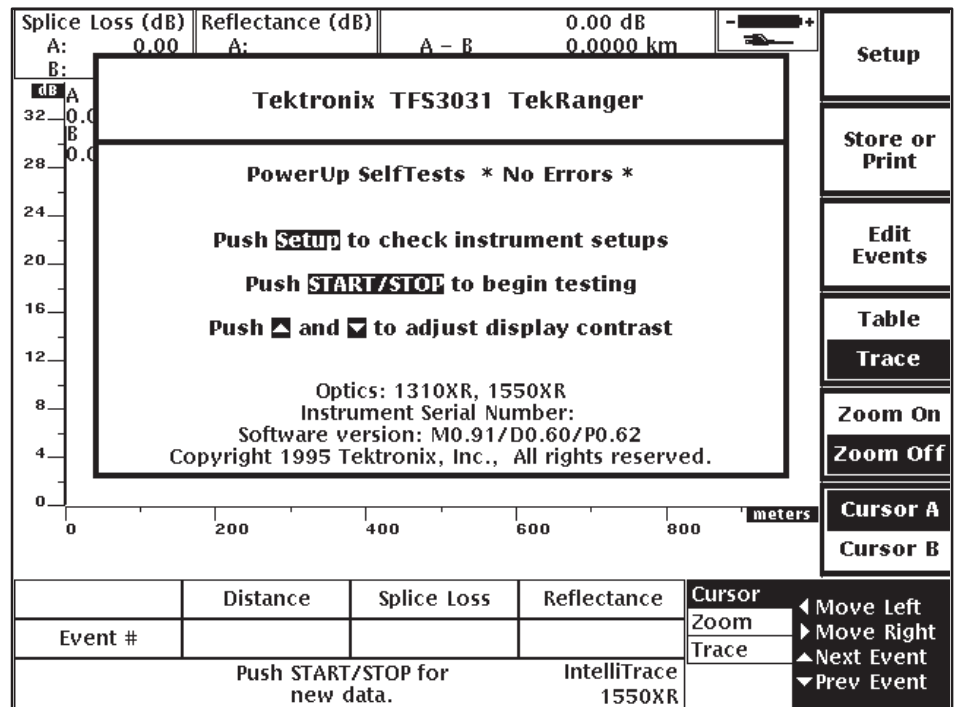 Splice Loss (dB)
A: 0.00
B:
Reflectance (dB)
A:
0.00 dB
A – B 0.0000 km
- +
dB
A
0.0
B
0.0
32
28
24
20
16
12
8
4
0
0 200 400 600 800 meters
Tektronix TFS3031 TekRanger
PowerUp SelfTests * No Errors *
Push Setup to check instrument setups
Push START/STOP to begin testing
Push ▲ and ▼ to adjust display contrast
Optics: 1310XR, 1550XR
Instrument Serial Number:
Software version: M0.91/D0.60/P0.62
Copyright 1995 Tektronix, Inc., All rights reserved.
Setup
Store or
Print
Edit
Events
Table
Trace
Zoom On
Zoom Off
Cursor A
Cursor B
Distance Splice Loss Reflectance
Event #
Push START/STOP for
new data.
IntelliTrace
1550XR
Cursor
Zoom
Trace
Move Left
Move Right
Next Event
Prev Event